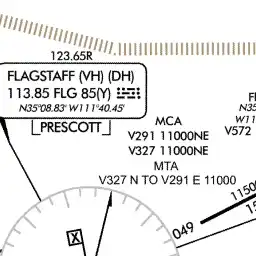 123.65R
FLAGSTAFF (VH) (DH)
113.85 FLG 85(Y)
N35°08.83' W111°40.45'
PRESCOTT
MCA
V291 11000NE
V327 11000NE
MTA
V327 N TO V291 E 11000
N35°
W11
V572
1150
15
049
X